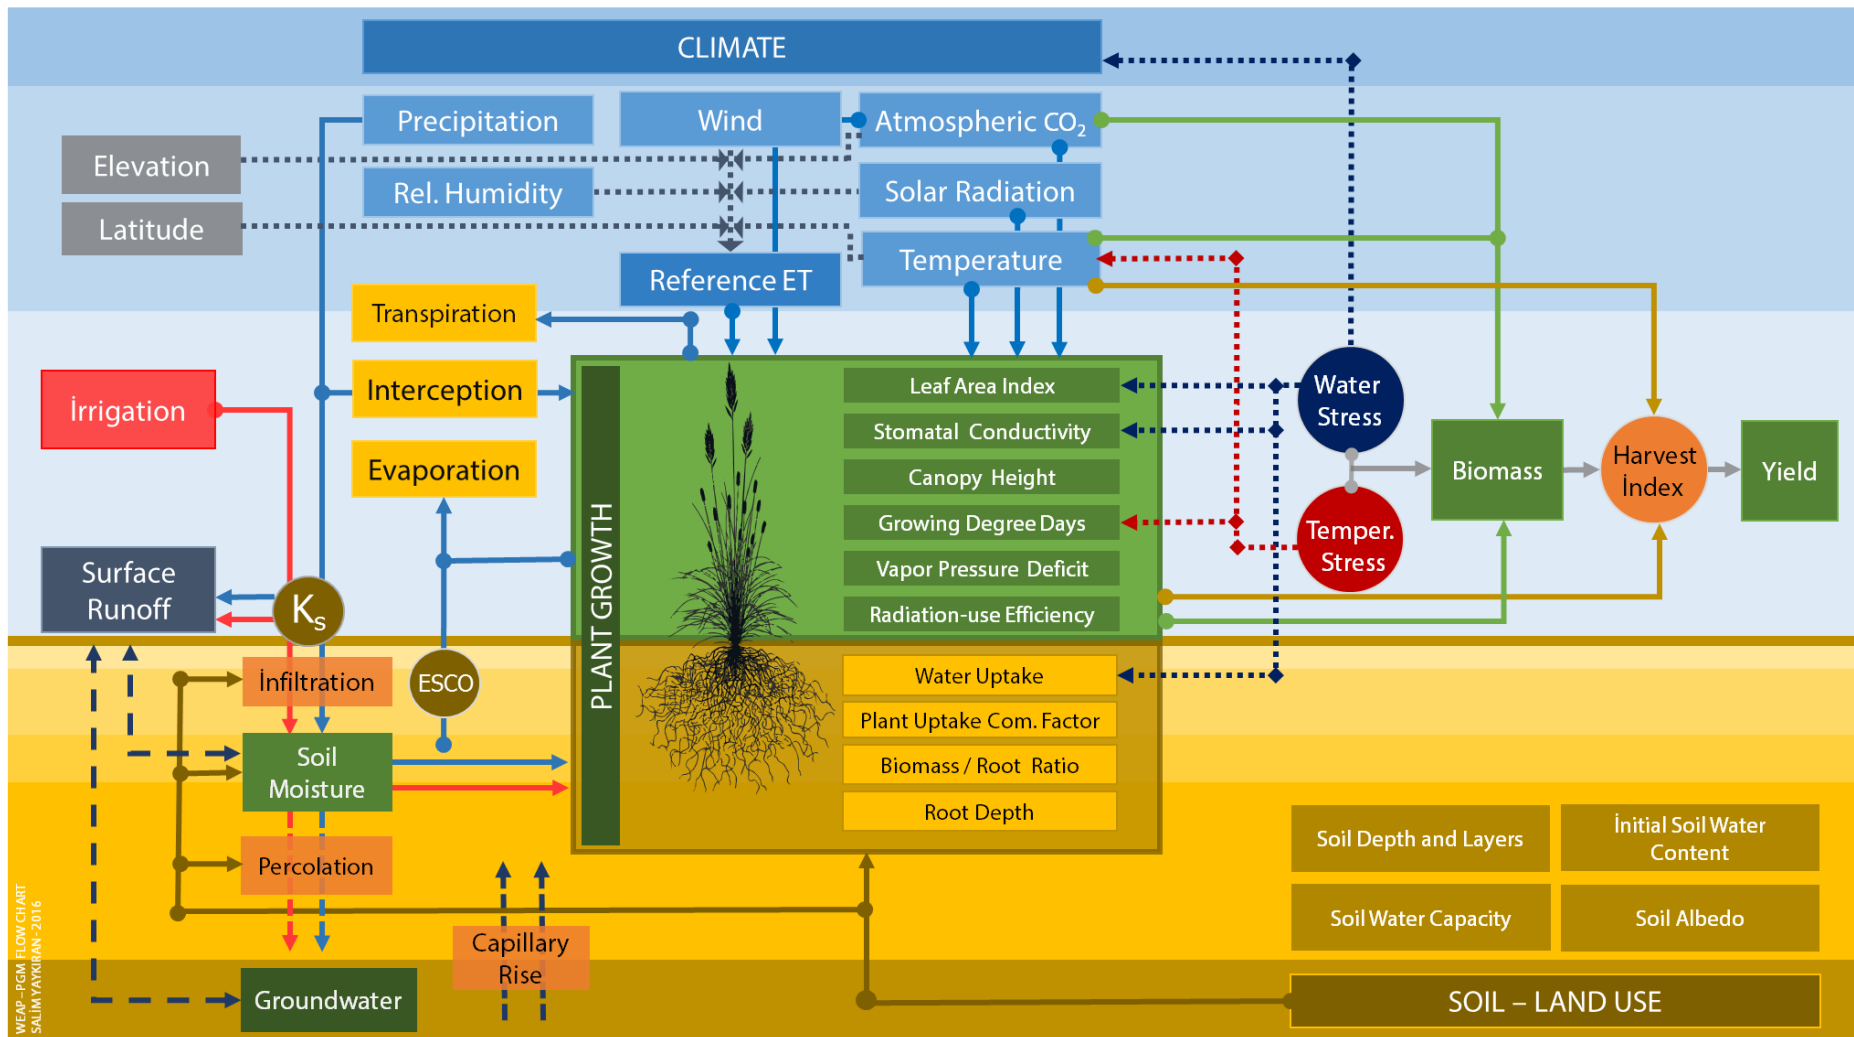 CLIMATE
Precipitation
Wind
Atmospheric CO₂
Elevation
Rel. Humidity
Solar Radiation
Latitude
Temperature
Reference ET
Transpiration
İrrigation
Interception
Evaporation
Surface
Runoff
Kₛ
ESCO
İnfiltration
Soil
Moisture
Percolation
Groundwater
Capillary
Rise
PLANT GROWTH
Leaf Area Index
Stomatal Conductivity
Canopy Height
Growing Degree Days
Vapor Pressure Deficit
Radiation-use Efficiency
Water Uptake
Plant Uptake Com. Factor
Biomass / Root Ratio
Root Depth
Water
Stress
Temper.
Stress
Biomass
Harvest
İndex
Yield
Soil Depth and Layers
İnitial Soil Water
Content
Soil Water Capacity
Soil Albedo
SOIL – LAND USE
WEAP – PGM FLOW CHART
SALİM YAYKIRAN - 2016